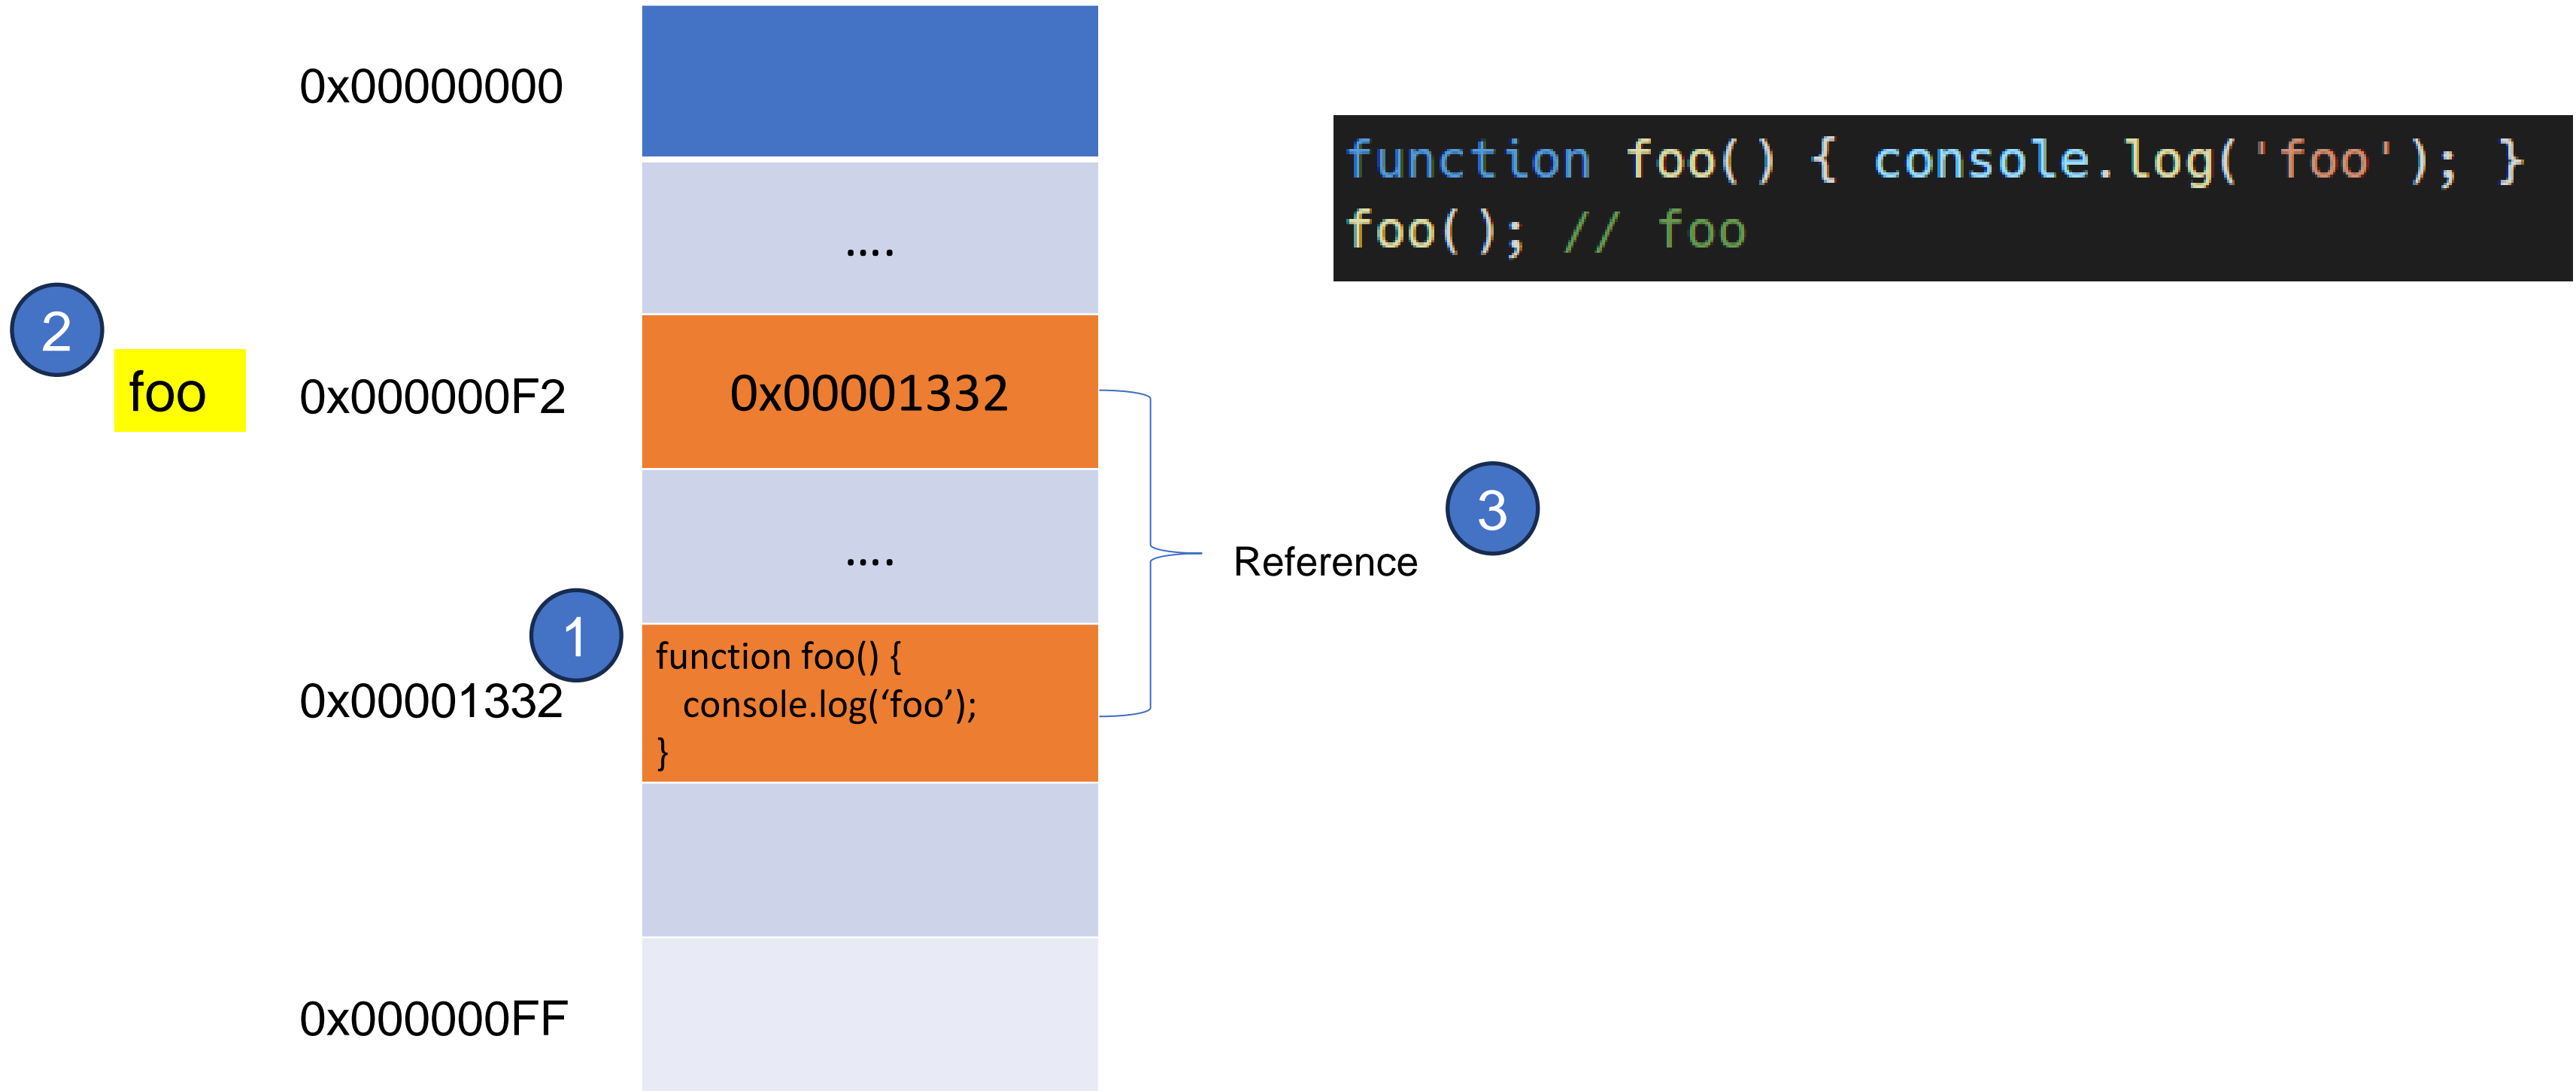 0x00000000
function foo() { console.log('foo'); }
foo(); // foo
....
2
foo
0x000000F2
0x00001332
3
Reference
....
1
0x00001332
function foo() {
console.log(‘foo’);
}
0x000000FF